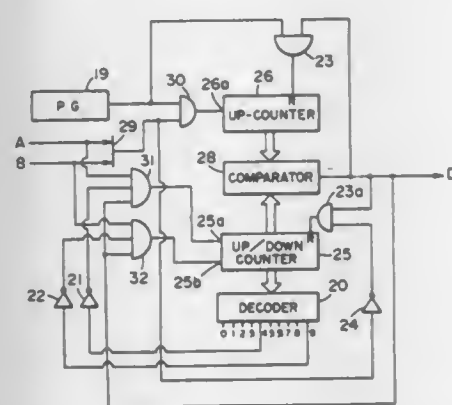 23
19
30
26
PG
26a
R
UP-COUNTER
A
29
B
31
28
COMPARATOR
23a
25a
R
UP/DOWN
COUNTER
25
25b
32
22
21
20
DECODER
24
0 1 2 3 4 5 6 7 8 9